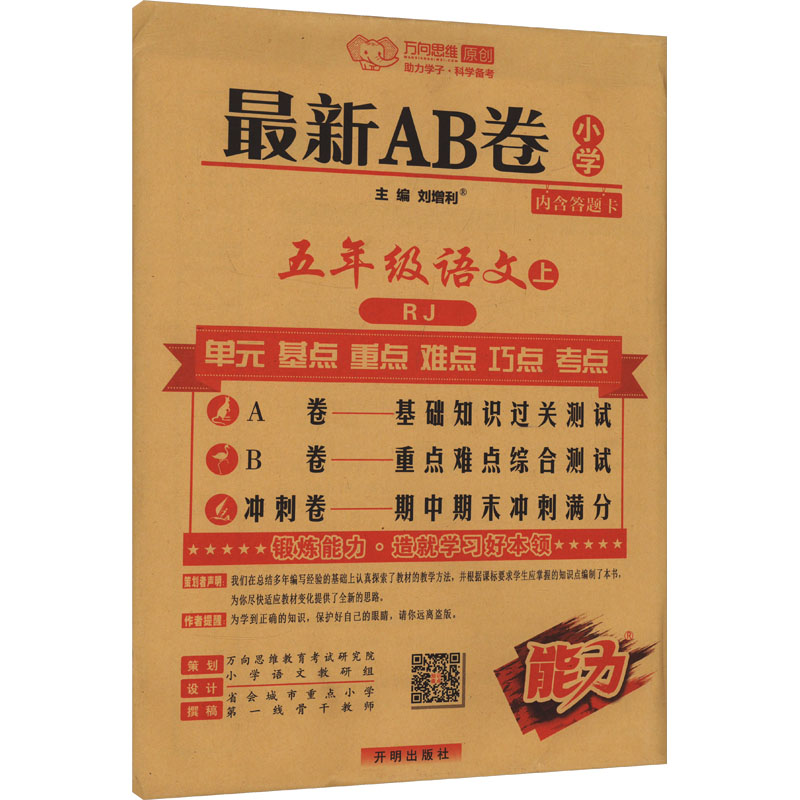 万向思维 原创
WANXIANGSIWEI.COM
助力学子·科学备考
最新AB卷 小学
主 编 刘增利®
内含答题卡
五年级语文 上
RJ
单元 基点 重点 难点 巧点 考点
A 卷——基础知识过关测试
B 卷——重点难点综合测试
冲刺卷——期中期末冲刺满分
★★★★★锻炼能力·造就学习好本领★★★★★
策划者声明: 我们在总结多年编写经验的基础上认真探索了教材的教学方法，并根据课标要求学生应掌握的知识点编制了本书，
为你尽快适应教材变化提供了全新的思路。
作者提醒: 为学到正确的知识，保护好自己的眼睛，请你远离盗版。
策划 万向思维教育考试研究院
小学语文教研组
设计
省会城市重点小学
撰稿 第一线骨干教师
能力®
开明出版社